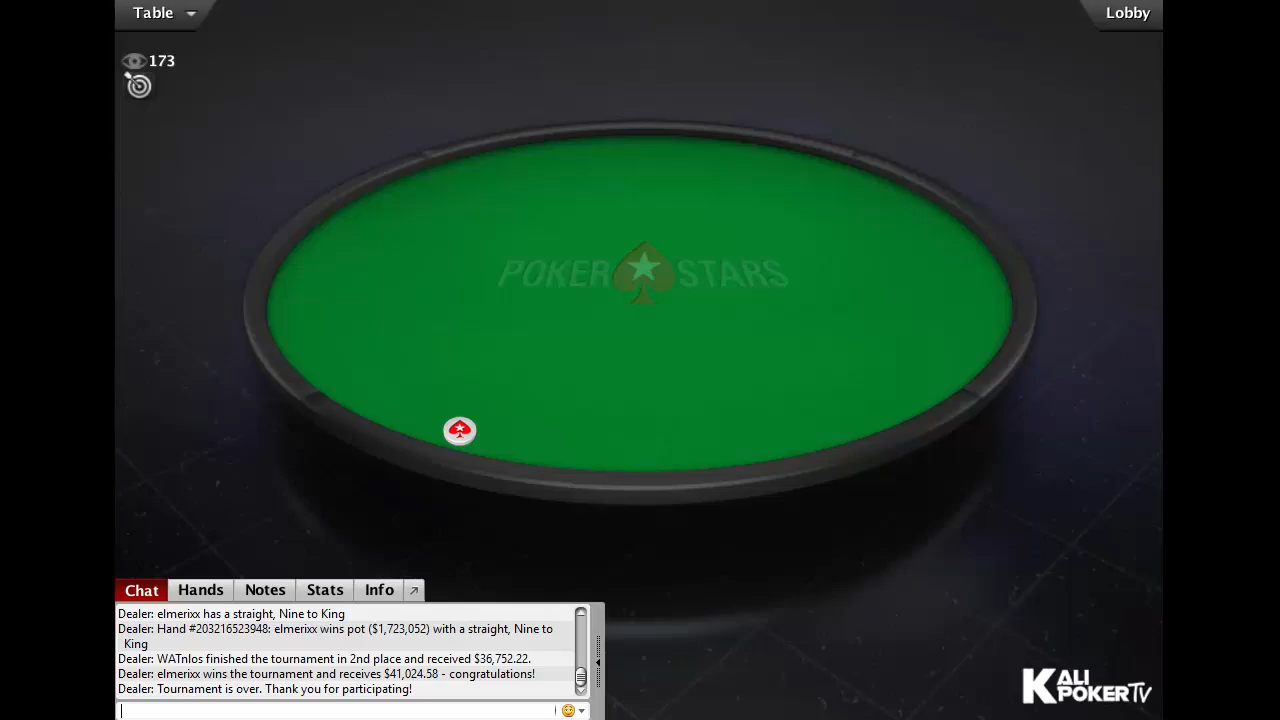 Table
Lobby
173
POKER STARS
Chat Hands Notes Stats Info
Dealer: elmerixx has a straight, Nine to King
Dealer: Hand #203216523948: elmerixx wins pot ($1,723,052) with a straight, Nine to
King
Dealer: WATnlos finished the tournament in 2nd place and received $36,752.22.
Dealer: elmerixx wins the tournament and receives $41,024.58 - congratulations!
Dealer: Tournament is over. Thank you for participating!
KALI
POKER TV